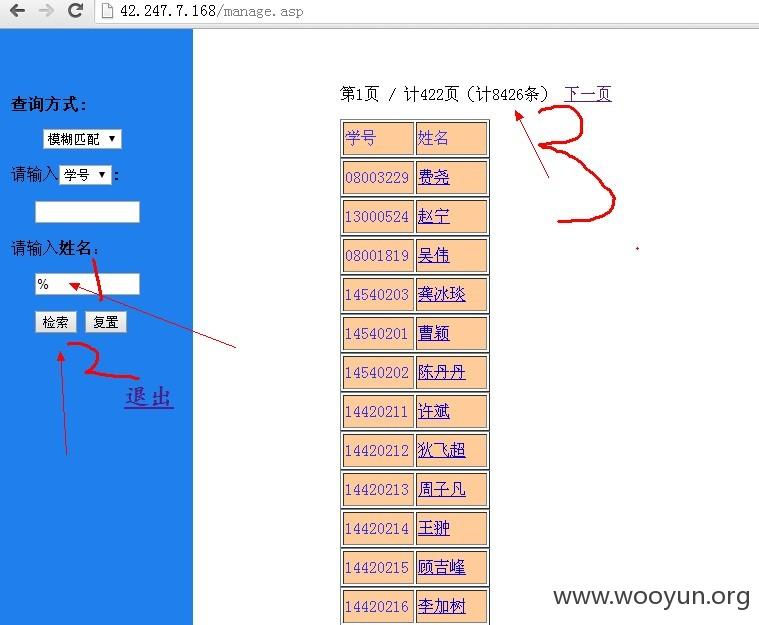 42.247.7.168/manage.asp
查询方式：
模糊匹配
请输入 学号 ：
请输入姓名：
%
检索 复置
退出
1
2
3
第1页 / 计422页（计8426条） 下一页
学号 姓名
08003229 费尧
13000524 赵宁
08001819 吴伟
14540203 龚冰琰
14540201 曹颖
14540202 陈丹丹
14420211 许斌
14420212 狄飞超
14420213 周子凡
14420214 王翀
14420215 顾吉峰
14420216 李加树
www.wooyun.org